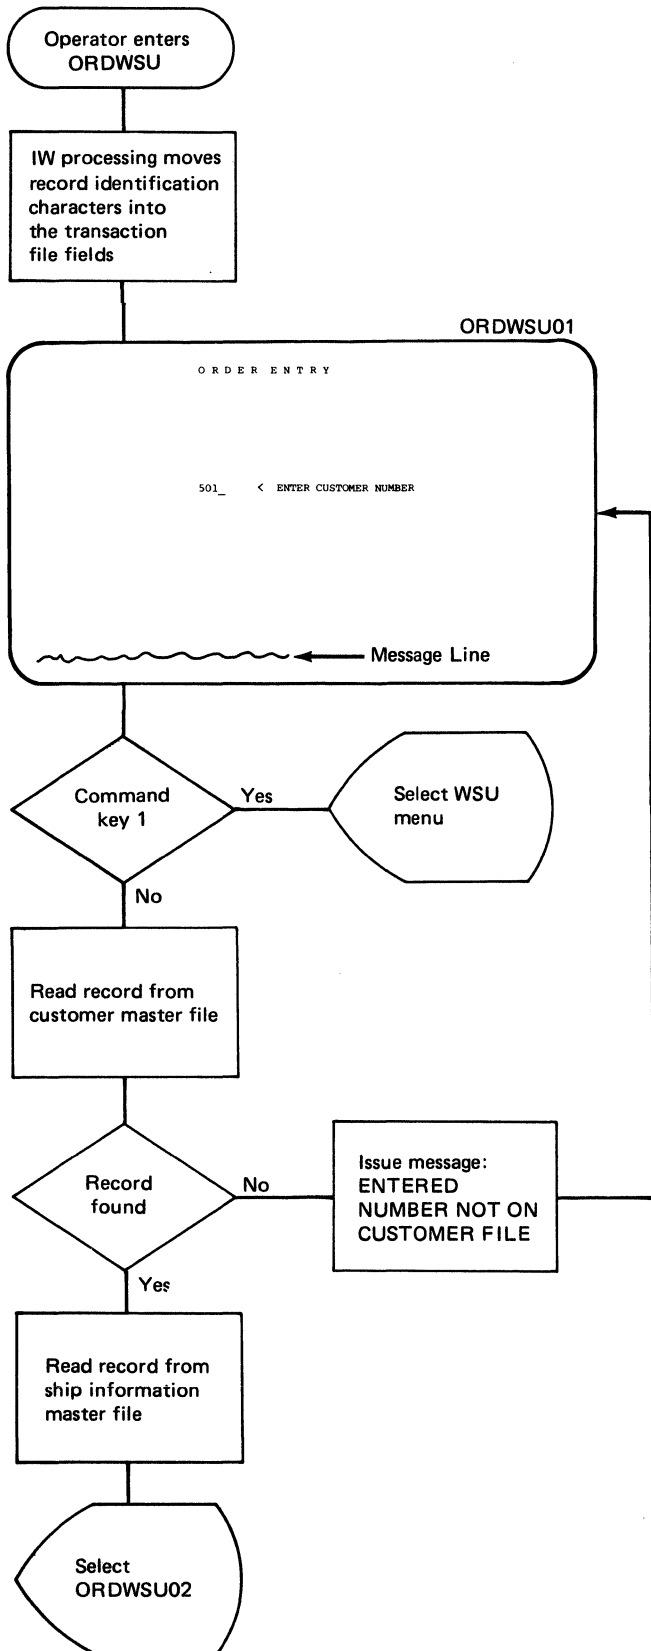 Operator enters
ORDWSU
IW processing moves
record identification
characters into
the transaction
file fields
ORDWSU01
ORDER ENTRY
501_ < ENTER CUSTOMER NUMBER
Message Line
Command
key 1
Yes
Select WSU
menu
No
Read record from
customer master file
Record
found
No
Issue message:
ENTERED
NUMBER NOT ON
CUSTOMER FILE
Yes
Read record from
ship information
master file
Select
ORDWSU02